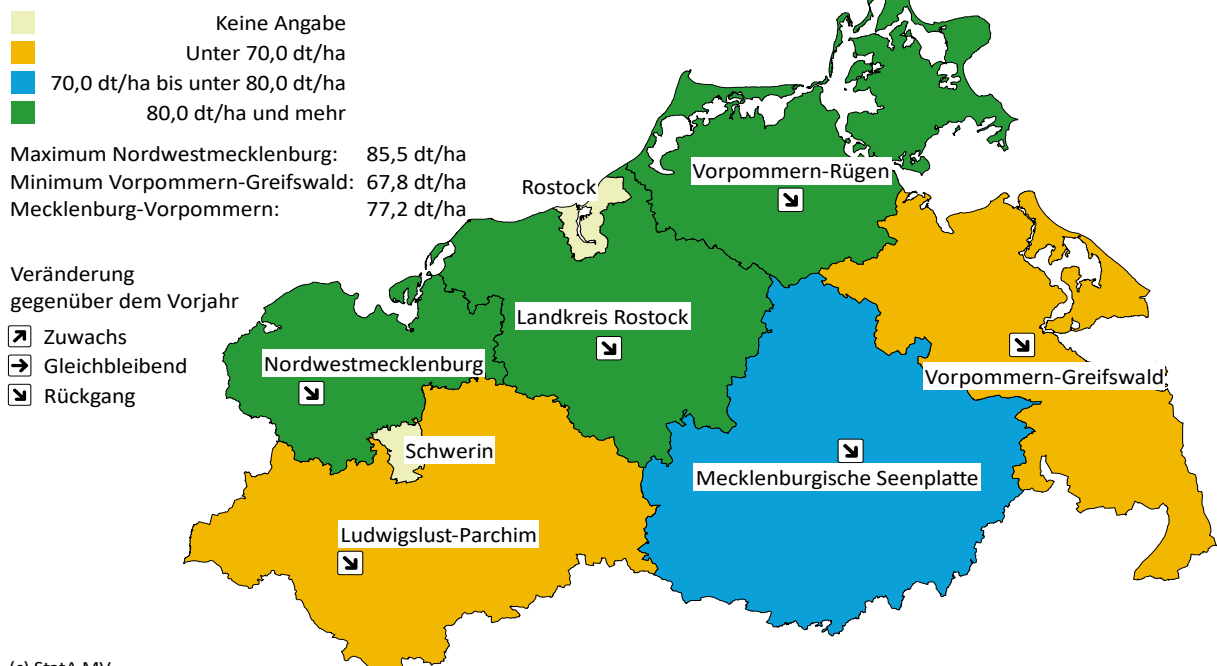 Keine Angabe
Unter 70,0 dt/ha
70,0 dt/ha bis unter 80,0 dt/ha
80,0 dt/ha und mehr
Maximum Nordwestmecklenburg: 85,5 dt/ha
Minimum Vorpommern-Greifswald: 67,8 dt/ha
Mecklenburg-Vorpommern: 77,2 dt/ha
Veränderung
gegenüber dem Vorjahr
Zuwachs
Gleichbleibend
Rückgang
Rostock
Vorpommern-Rügen
Landkreis Rostock
Nordwestmecklenburg
Vorpommern-Greifswald
Schwerin
Mecklenburgische Seenplatte
Ludwigslust-Parchim
(c) StatA MV